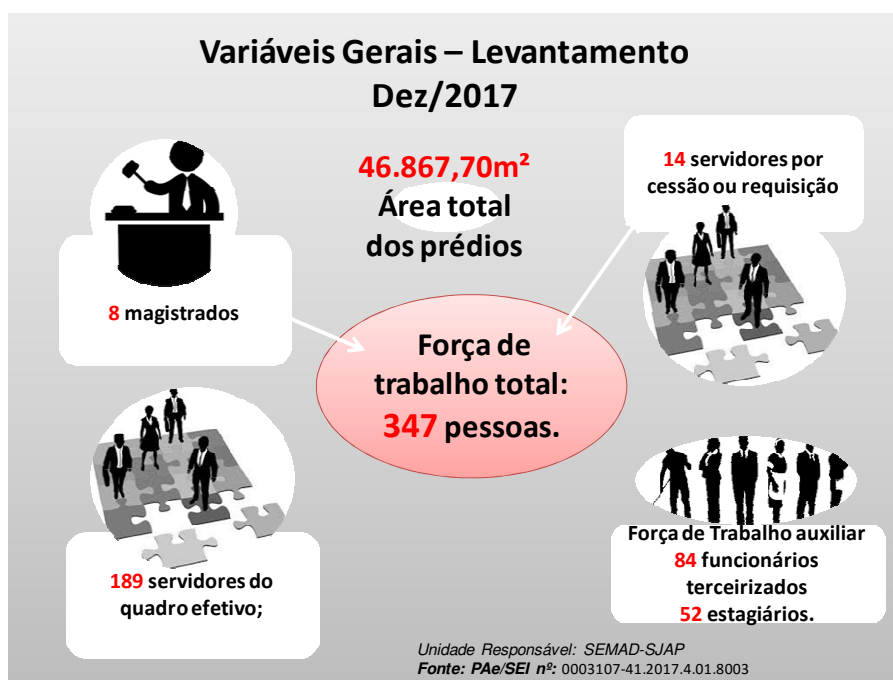 Variáveis Gerais – Levantamento
Dez/2017
46.867,70m²
Área total
dos prédios
14 servidores por
cessão ou requisição
8 magistrados
Força de
trabalho total:
347 pessoas.
189 servidores do
quadro efetivo;
Força de Trabalho auxiliar
84 funcionários
terceirizados
52 estagiários.
Unidade Responsável: SEMAD-SJAP
Fonte: PAe/SEI nº: 0003107-41.2017.4.01.8003